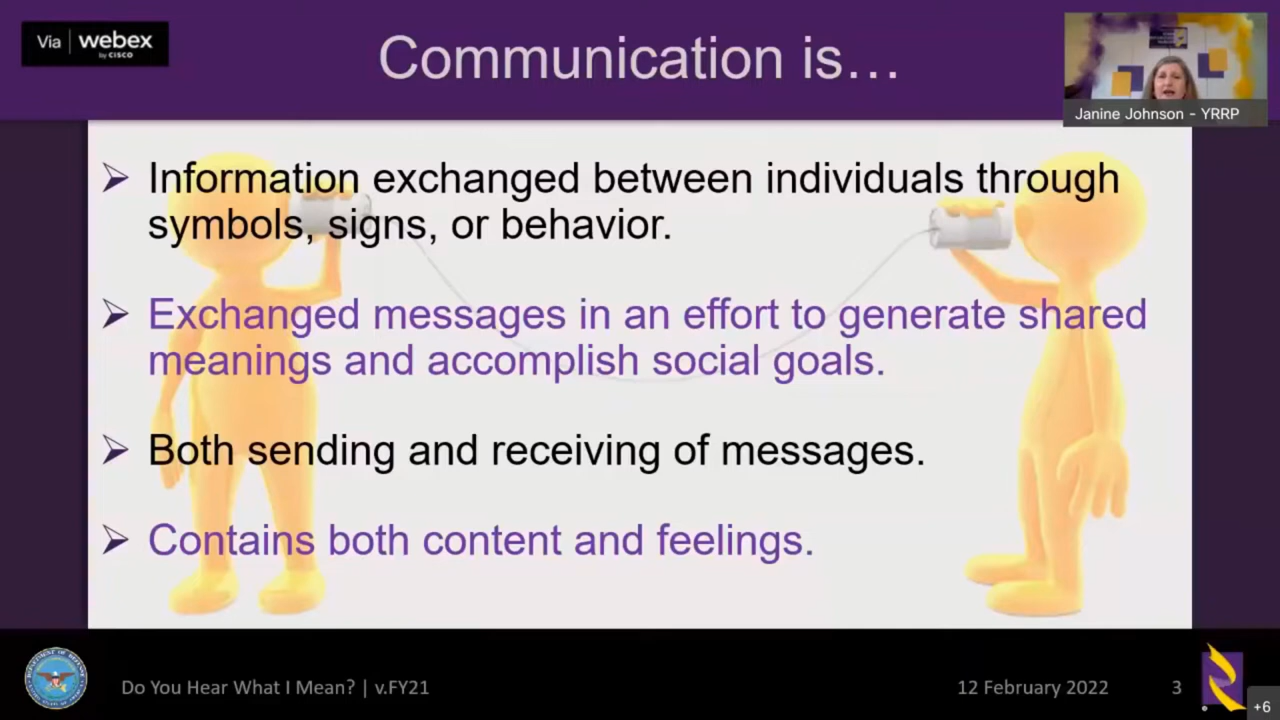 Via webex
by CISCO
Communication is...
Janine Johnson - YRRP
Information exchanged between individuals through
symbols, signs, or behavior.
Exchanged messages in an effort to generate shared
meanings and accomplish social goals.
Both sending and receiving of messages.
Contains both content and feelings.
Do You Hear What I Mean? | v.FY21
12 February 2022
3
+6